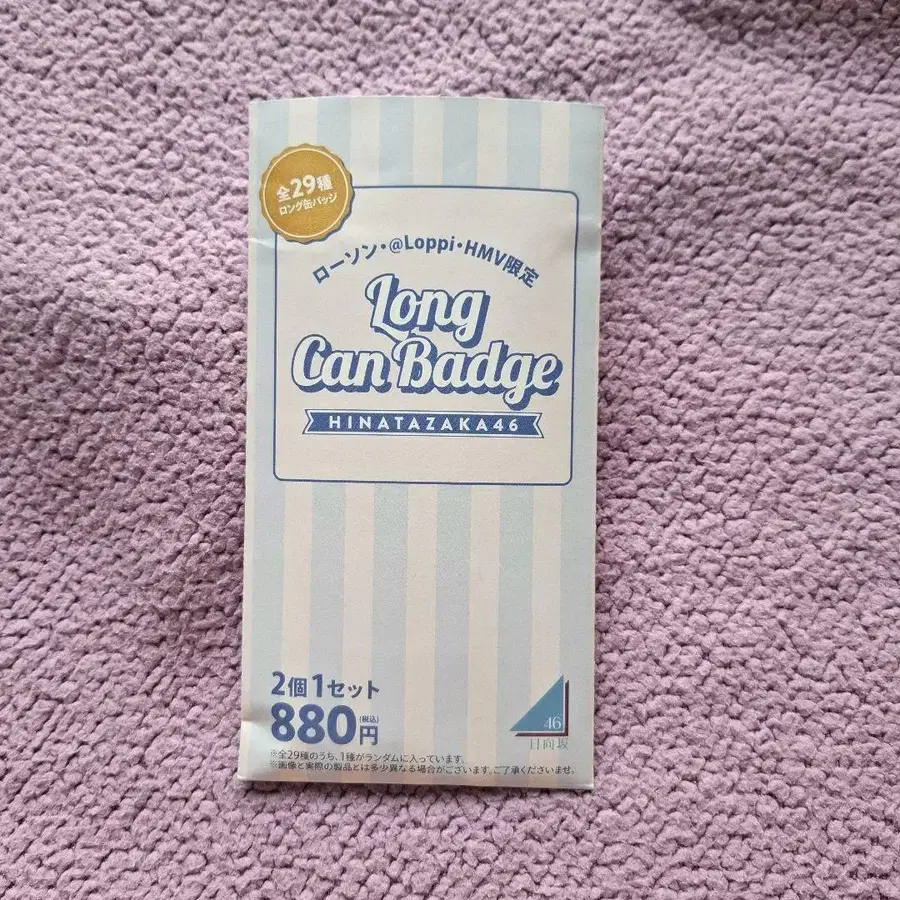 全29種
ロング缶バッジ
ローソン・@Loppi・HMV限定
Long
Can Badge
HINATAZAKA46
2個1セット
880円(税込)
※全29種のうち、1種がランダムに入っています。
※画像と実際の製品とは多少異なる場合がございます。ご了承くださいませ。
46
日向坂